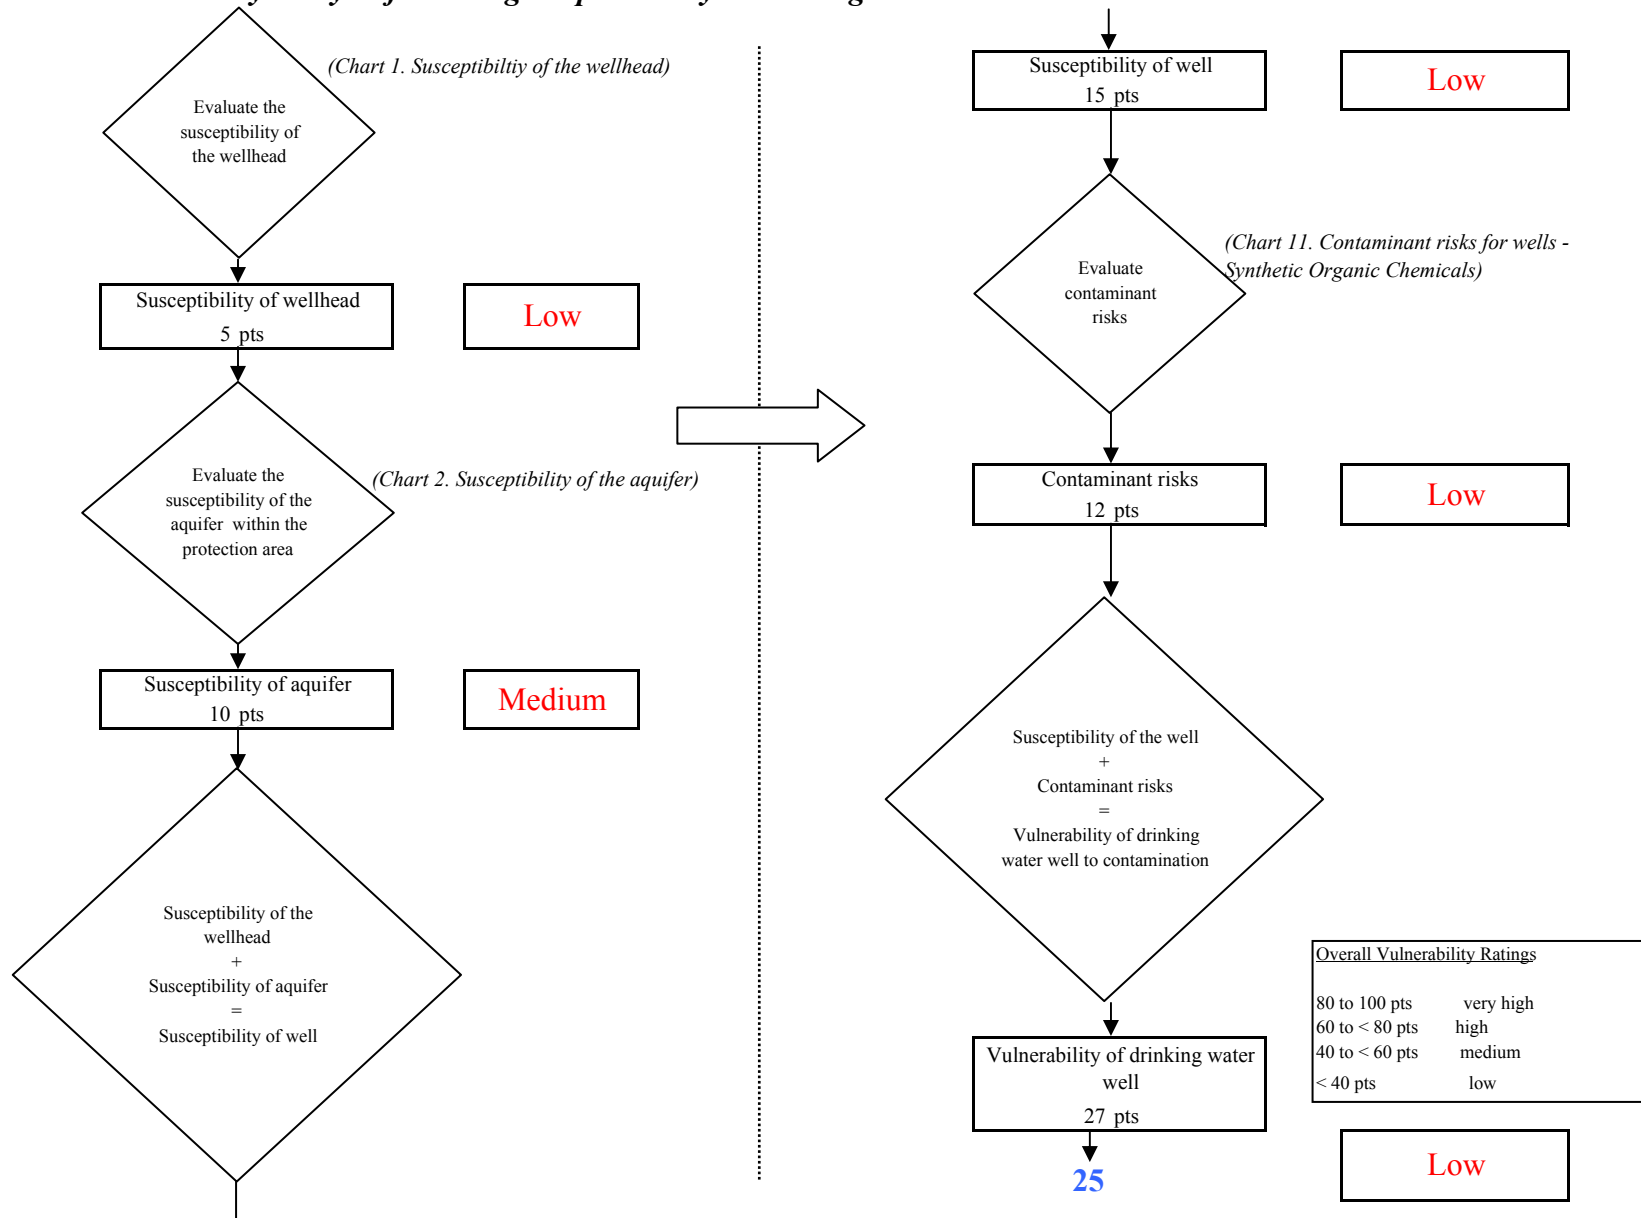 (Chart 1. Susceptibiltiy of the wellhead)
Evaluate the
susceptibility of
the wellhead
Susceptibility of wellhead
5 pts
Low
Evaluate the
susceptibility of the
aquifer within the
protection area
(Chart 2. Susceptibility of the aquifer)
Susceptibility of aquifer
10 pts
Medium
Susceptibility of the
wellhead
+
Susceptibility of aquifer
=
Susceptibility of well
Susceptibility of well
15 pts
Low
Evaluate
contaminant
risks
(Chart 11. Contaminant risks for wells -
Synthetic Organic Chemicals)
Contaminant risks
12 pts
Low
Susceptibility of the well
+
Contaminant risks
=
Vulnerability of drinking
water well to contamination
Overall Vulnerability Ratings
80 to 100 pts very high
60 to < 80 pts high
40 to < 60 pts medium
< 40 pts low
Vulnerability of drinking water
well
27 pts
25
Low